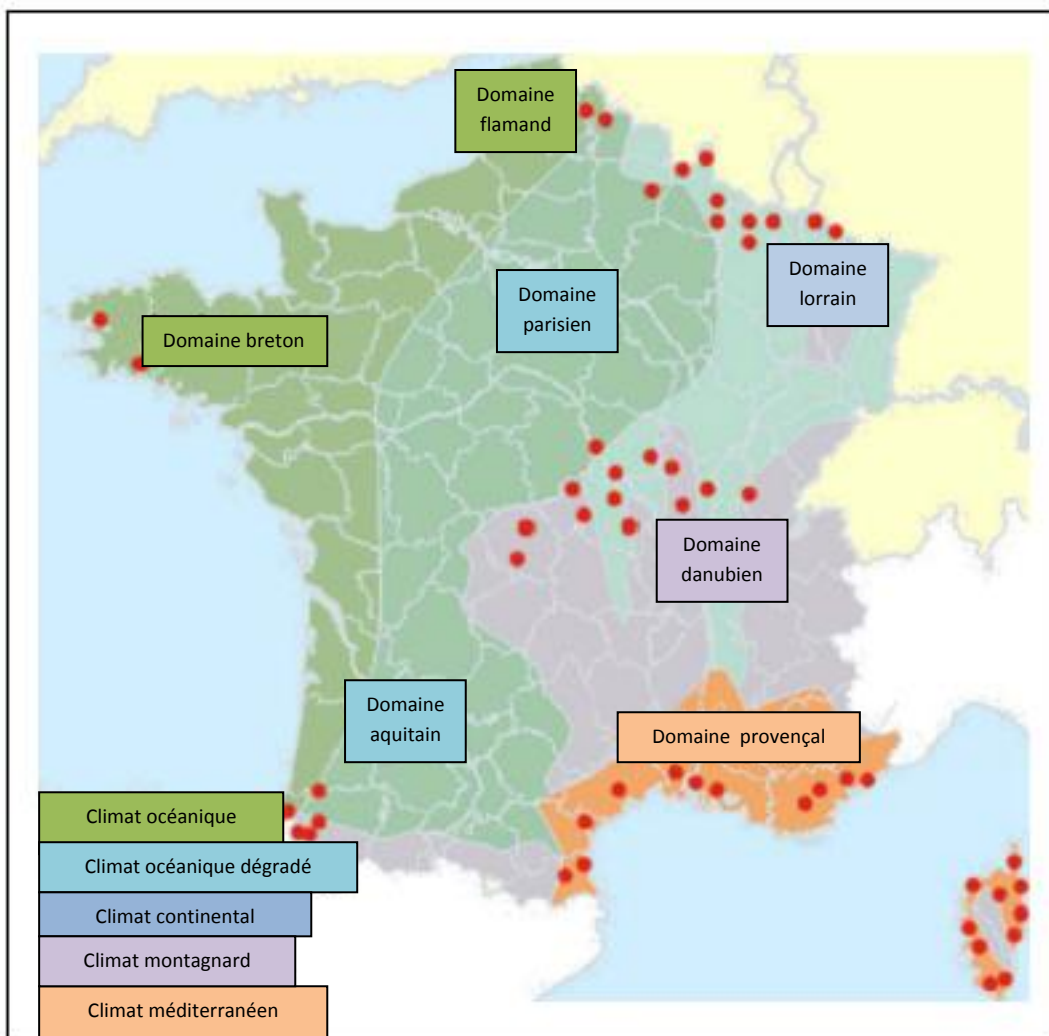 Domaine
flamand
Domaine
lorrain
Domaine
parisien
Domaine breton
Domaine
danubien
Domaine
aquitain
Domaine provençal
Climat océanique
Climat océanique dégradé
Climat continental
Climat montagnard
Climat méditerranéen